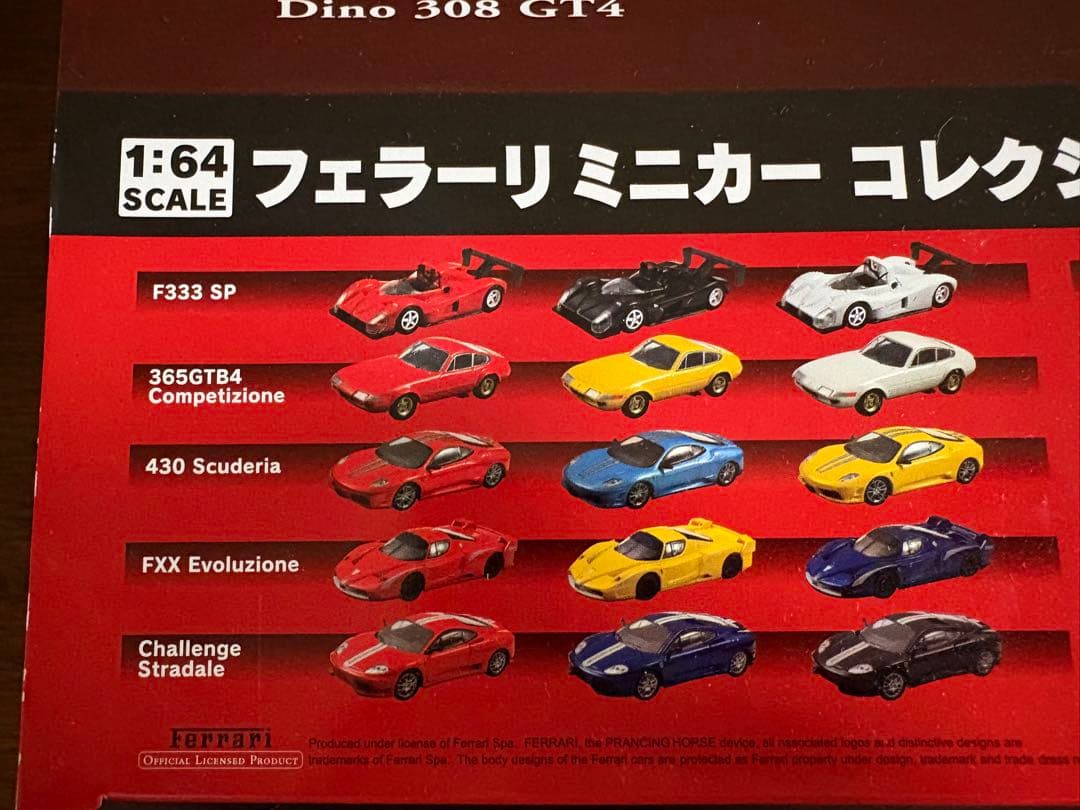 Dino 308 GT4
1:64
SCALE
フェラーリ ミニカー コレク
F333 SP
365GTB4
Competizione
430 Scuderia
FXX Evoluzione
Challenge
Stradale
Ferrari
OFFICIAL LICENSED PRODUCT
Produced under license of Ferrari Spa. FERRARI, the PRANCING HORSE device, all associated logos and distinctive designs are
trademarks of Ferrari Spa. The body designs of the Ferrari cars are protected as Ferrari property under design, trademark and trade dress